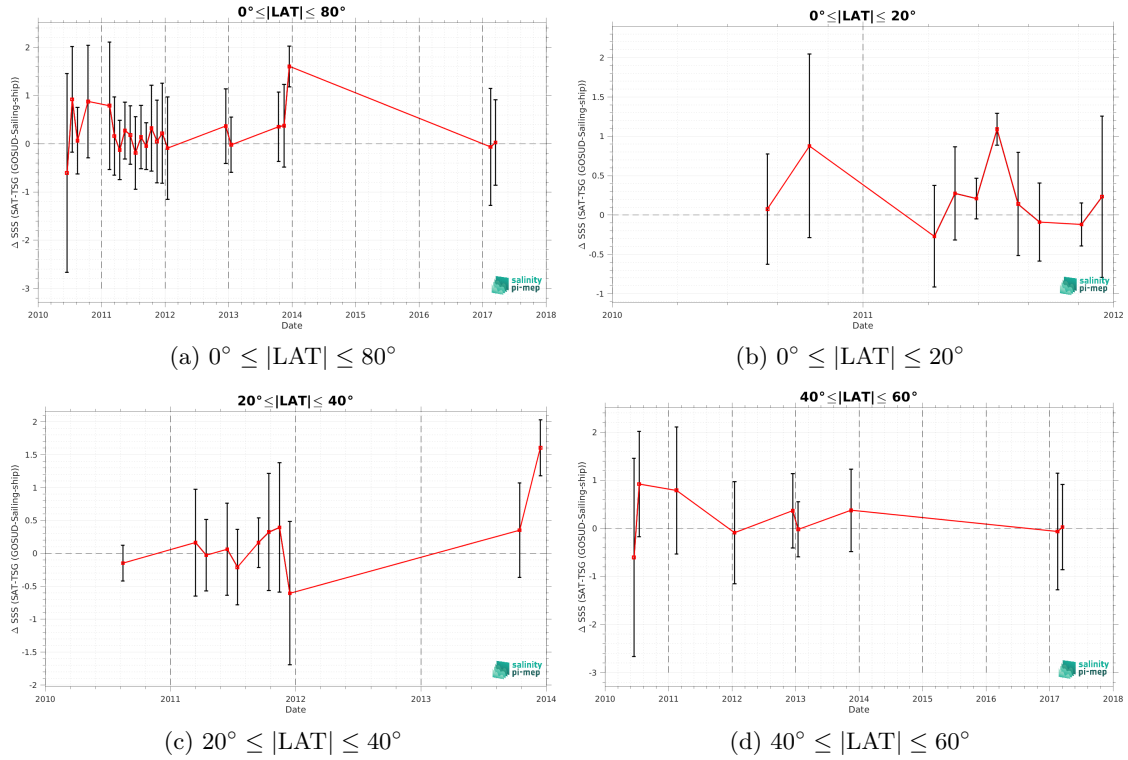 0°≤|LAT|≤ 80°
Δ SSS (SAT-TSG (GOSUD-Sailing-ship))
2
1
0
-1
-2
-3
2010 2011 2012 2013 2014 2015 2016 2017 2018
Date
salinity
pi-mep
(a) 0° ≤ |LAT| ≤ 80°
0°≤|LAT|≤ 20°
Δ SSS (SAT-TSG (GOSUD-Sailing-ship))
2
1.5
1
0.5
0
-0.5
-1
2010 2011 2012
Date
salinity
pi-mep
(b) 0° ≤ |LAT| ≤ 20°
20°≤|LAT|≤ 40°
Δ SSS (SAT-TSG (GOSUD-Sailing-ship))
2
1.5
1
0.5
0
-0.5
-1
-1.5
-2
2010 2011 2012 2013 2014
Date
salinity
pi-mep
(c) 20° ≤ |LAT| ≤ 40°
40°≤|LAT|≤ 60°
Δ SSS (SAT-TSG (GOSUD-Sailing-ship))
2
1
0
-1
-2
-3
2010 2011 2012 2013 2014 2015 2016 2017 2018
Date
salinity
pi-mep
(d) 40° ≤ |LAT| ≤ 60°